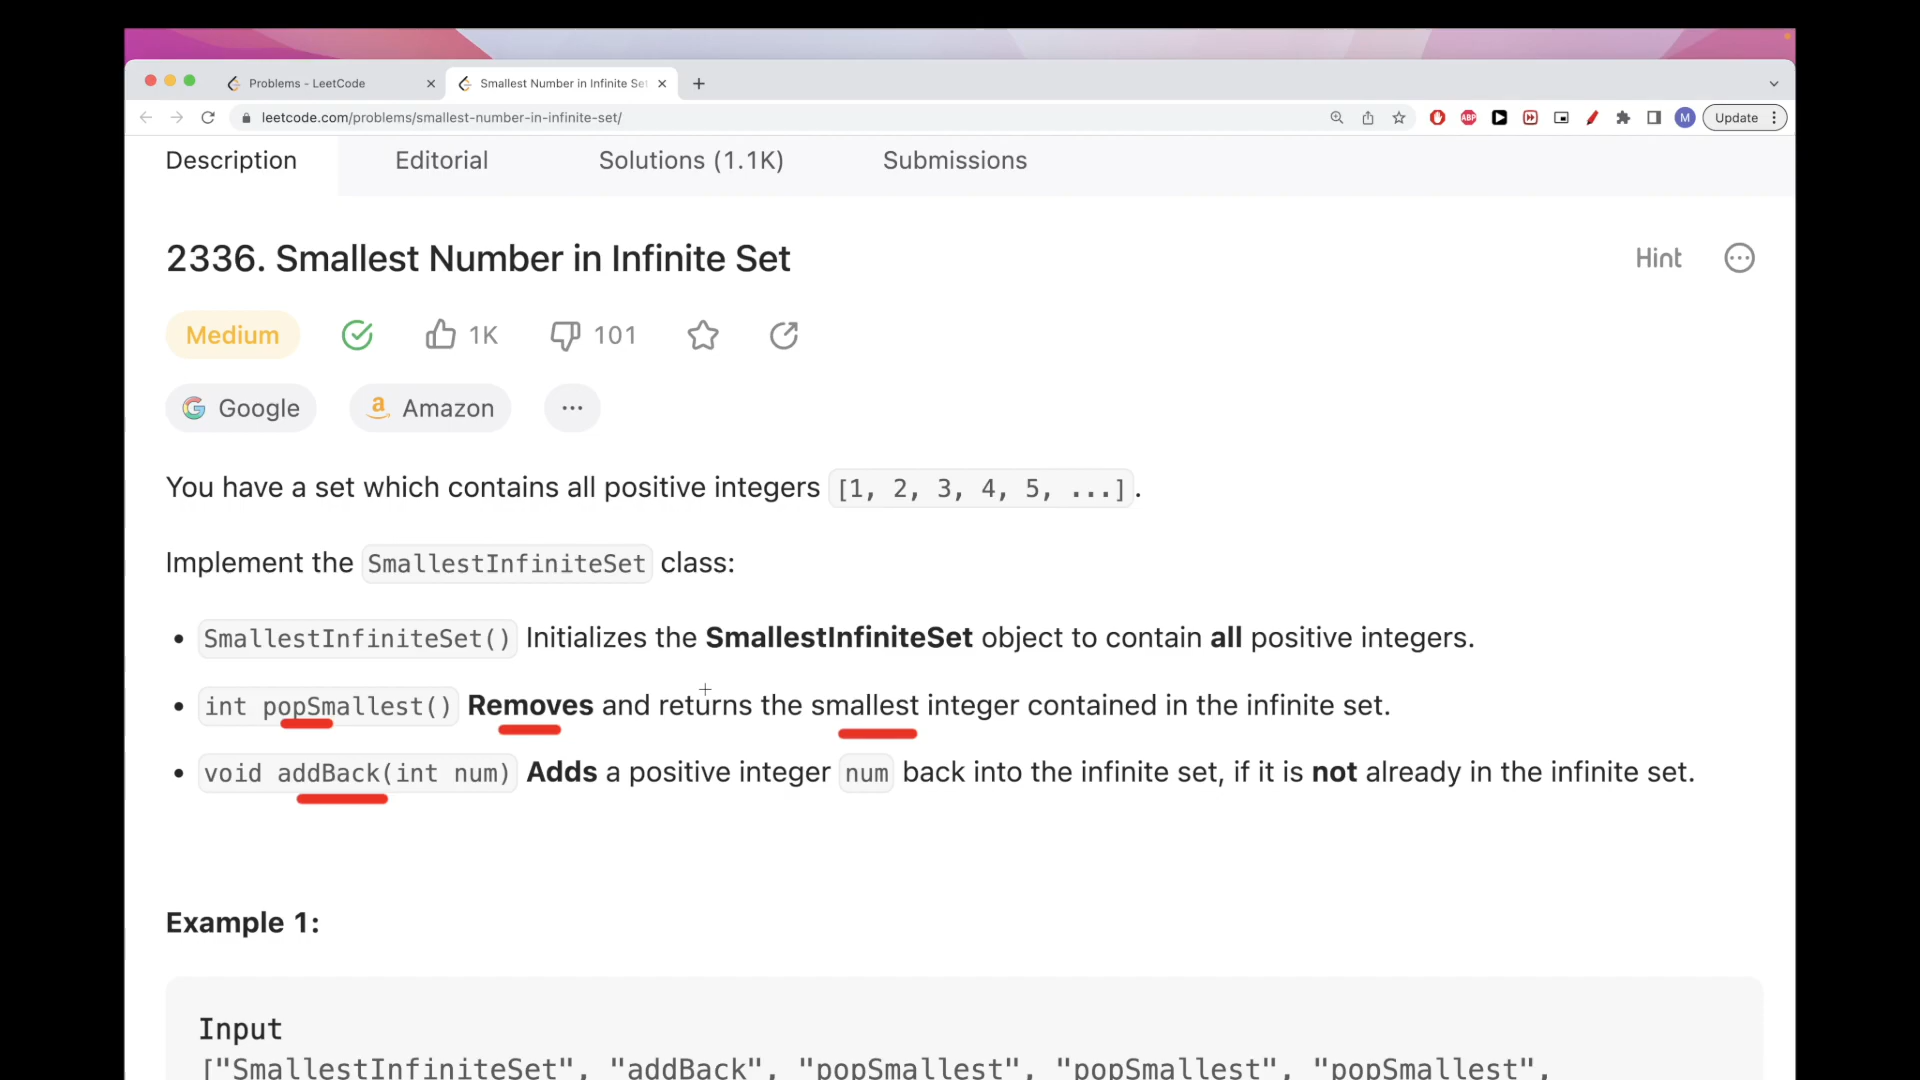 Problems - LeetCode
Smallest Number in Infinite Set
leetcode.com/problems/smallest-number-in-infinite-set/
ABP
M
Update
Description Editorial Solutions (1.1K) Submissions
2336. Smallest Number in Infinite Set
Hint
Medium 1K 101
Google Amazon ...
You have a set which contains all positive integers [1, 2, 3, 4, 5, ...].
Implement the SmallestInfiniteSet class:
• SmallestInfiniteSet() Initializes the SmallestInfiniteSet object to contain all positive integers.
• int popSmallest() Removes and returns the smallest integer contained in the infinite set.
• void addBack(int num) Adds a positive integer num back into the infinite set, if it is not already in the infinite set.
Example 1:
Input
["SmallestInfiniteSet", "addBack", "popSmallest", "popSmallest", "popSmallest",